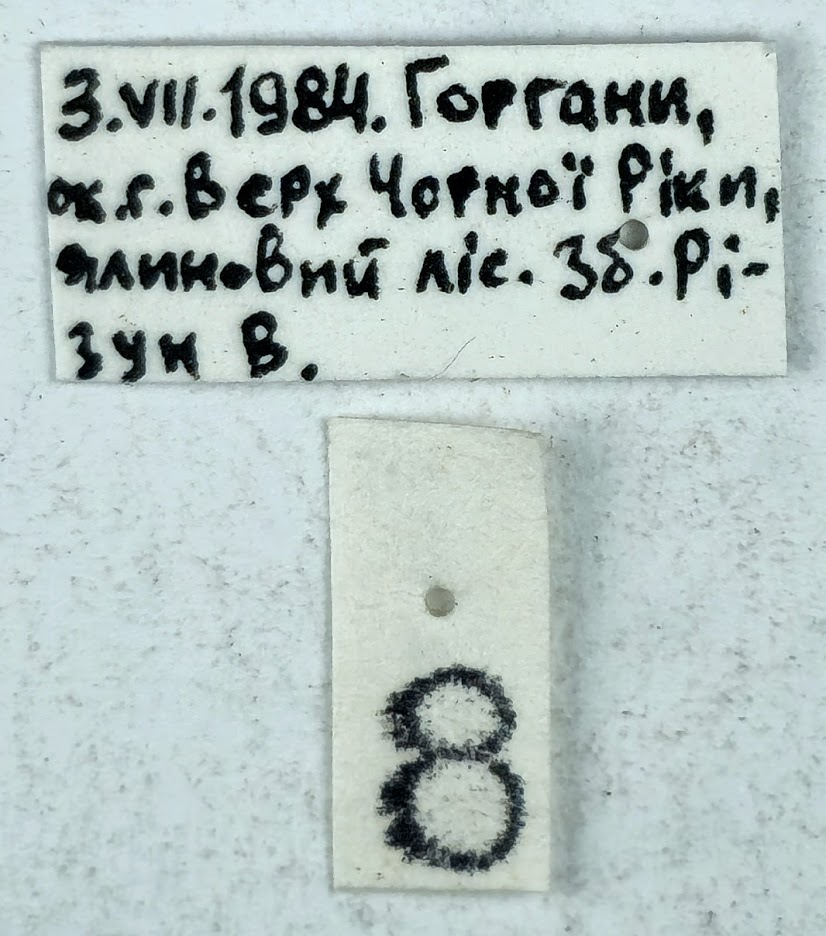 3.VII.1984. Горгани,
ок г. Верх Чорної Ріки,
ялиновий ліс. Зб. Рі-
зун В.
8